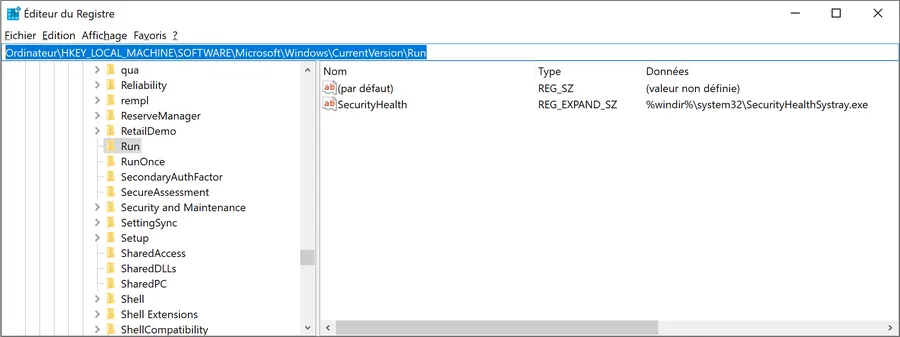 Éditeur du Registre
Fichier Edition Affichage Favoris ?
Ordinateur\HKEY_LOCAL_MACHINE\SOFTWARE\Microsoft\Windows\CurrentVersion\Run
qua
Reliability
rempl
ReserveManager
RetailDemo
Run
RunOnce
SecondaryAuthFactor
SecureAssessment
Security and Maintenance
SettingSync
Setup
SharedAccess
SharedDLLs
SharedPC
Shell
Shell Extensions
ShellCompatibility
Nom Type Données
ab (par défaut) REG_SZ (valeur non définie)
ab SecurityHealth REG_EXPAND_SZ %windir%\system32\SecurityHealthSystray.exe